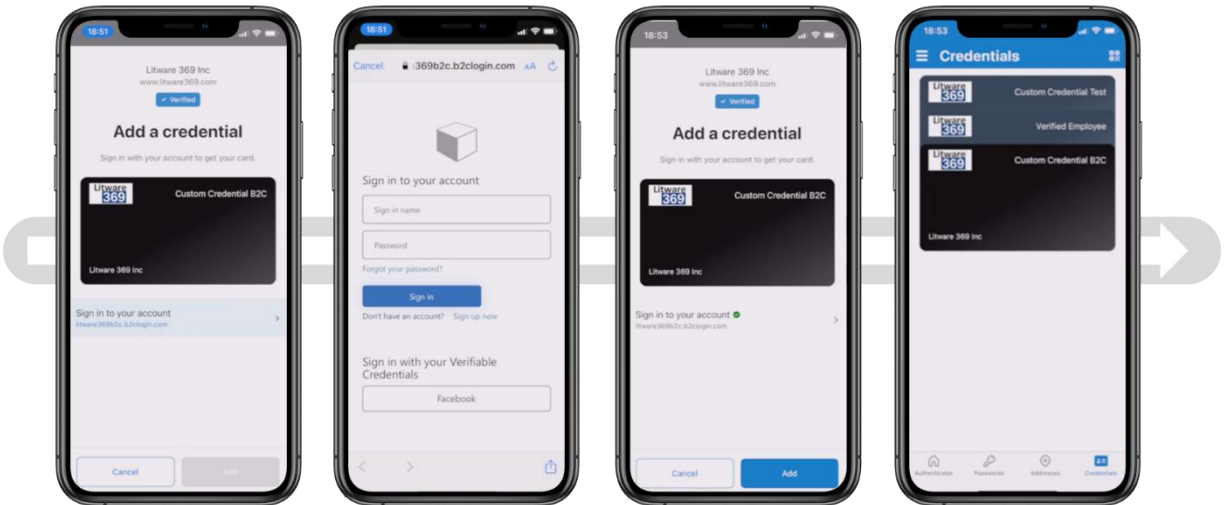 18:51
Litware 369 Inc
www.litware369.com
✓ Verified
Add a credential
Sign in with your account to get your card.
Litware
369
Custom Credential B2C
Litware 369 Inc
Sign in to your account
litware369b2c.b2clogin.com
Cancel
Add
18:51
Cancel
369b2c.b2clogin.com
AA
Sign in to your account
Sign in name
Password
Forgot your password?
Sign in
Don't have an account? Sign up now
Sign in with your Verifiable
Credentials
Facebook
18:53
Litware 369 Inc
www.litware369.com
✓ Verified
Add a credential
Sign in with your account to get your card.
Litware
369
Custom Credential B2C
Litware 369 Inc
Sign in to your account
litware369b2c.b2clogin.com
Cancel
Add
18:53
Credentials
Litware
369
Custom Credential Test
Litware
369
Verified Employee
Litware
369
Custom Credential B2C
Litware 369 Inc
Authenticator
Passwords
Addresses
Credentials